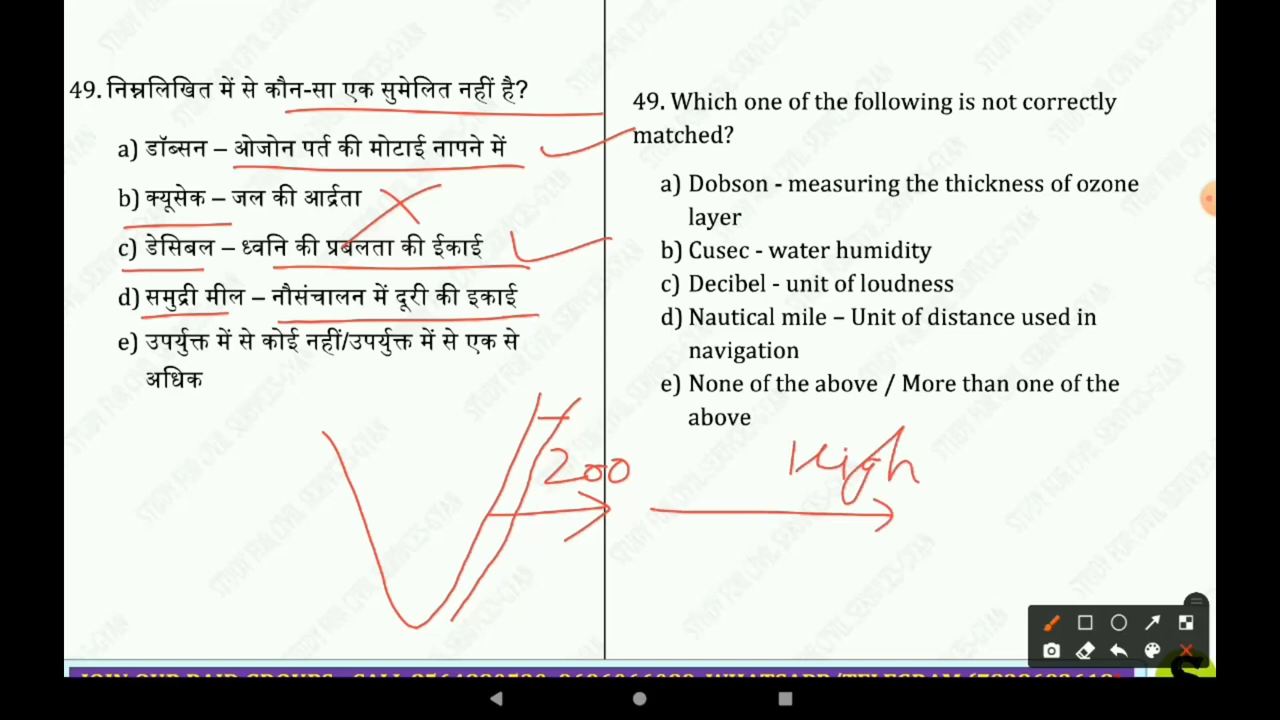 49. निम्नलिखित में से कौन-सा एक सुमेलित नहीं है?
a) डॉब्सन – ओजोन पर्त की मोटाई नापने में
b) क्यूसेक – जल की आर्द्रता
c) डेसिबल – ध्वनि की प्रबलता की ईकाई
d) समुद्री मील – नौसंचालन में दूरी की इकाई
e) उपर्युक्त में से कोई नहीं/उपर्युक्त में से एक से
अधिक
49. Which one of the following is not correctly
matched?
a) Dobson - measuring the thickness of ozone
layer
b) Cusec - water humidity
c) Decibel - unit of loudness
d) Nautical mile – Unit of distance used in
navigation
e) None of the above / More than one of the
above
200
High